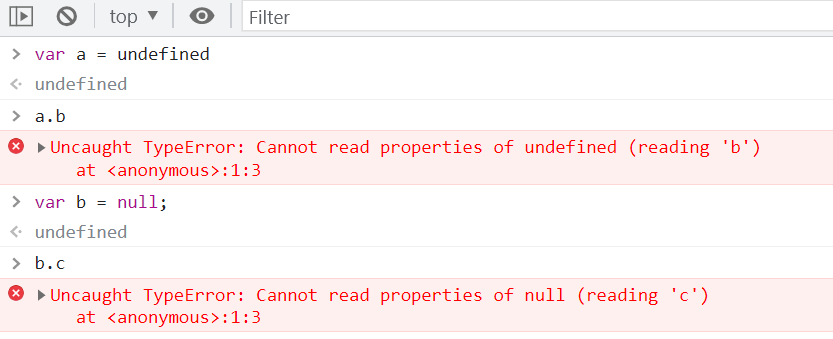 top ▼ Filter
> var a = undefined
<· undefined
> a.b
▶Uncaught TypeError: Cannot read properties of undefined (reading 'b')
at <anonymous>:1:3
> var b = null;
<· undefined
> b.c
▶Uncaught TypeError: Cannot read properties of null (reading 'c')
at <anonymous>:1:3